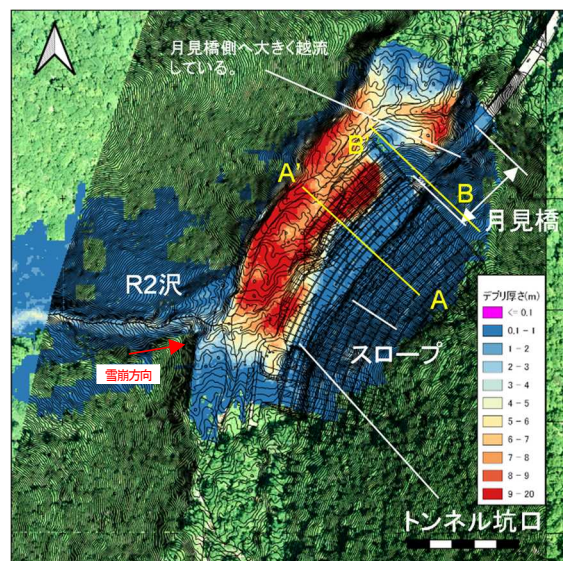 月見橋側へ大きく越流
している。
B'
B
A'
月見橋
A
R2沢
スロープ
雪崩方向
トンネル坑口
デブリ厚さ(m)
<= 0.1
0.1 - 1
1 - 2
2 - 3
3 - 4
4 - 5
5 - 6
6 - 7
7 - 8
8 - 9
9 - 20